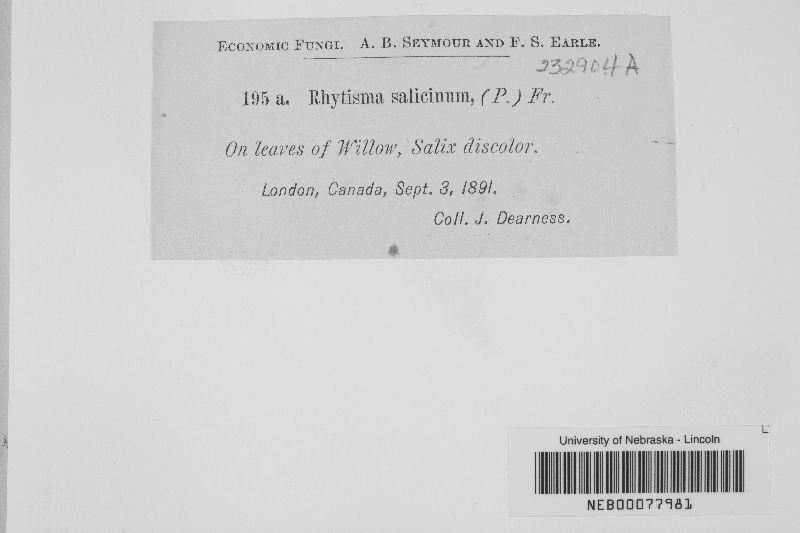 Economic Fungi. A. B. Seymour and F. S. Earle.
232904A
195 a. Rhytisma salicinum, (P.) Fr.
On leaves of Willow, Salix discolor.
London, Canada, Sept. 3, 1891.
Coll. J. Dearness.
University of Nebraska - Lincoln
NEB00077981